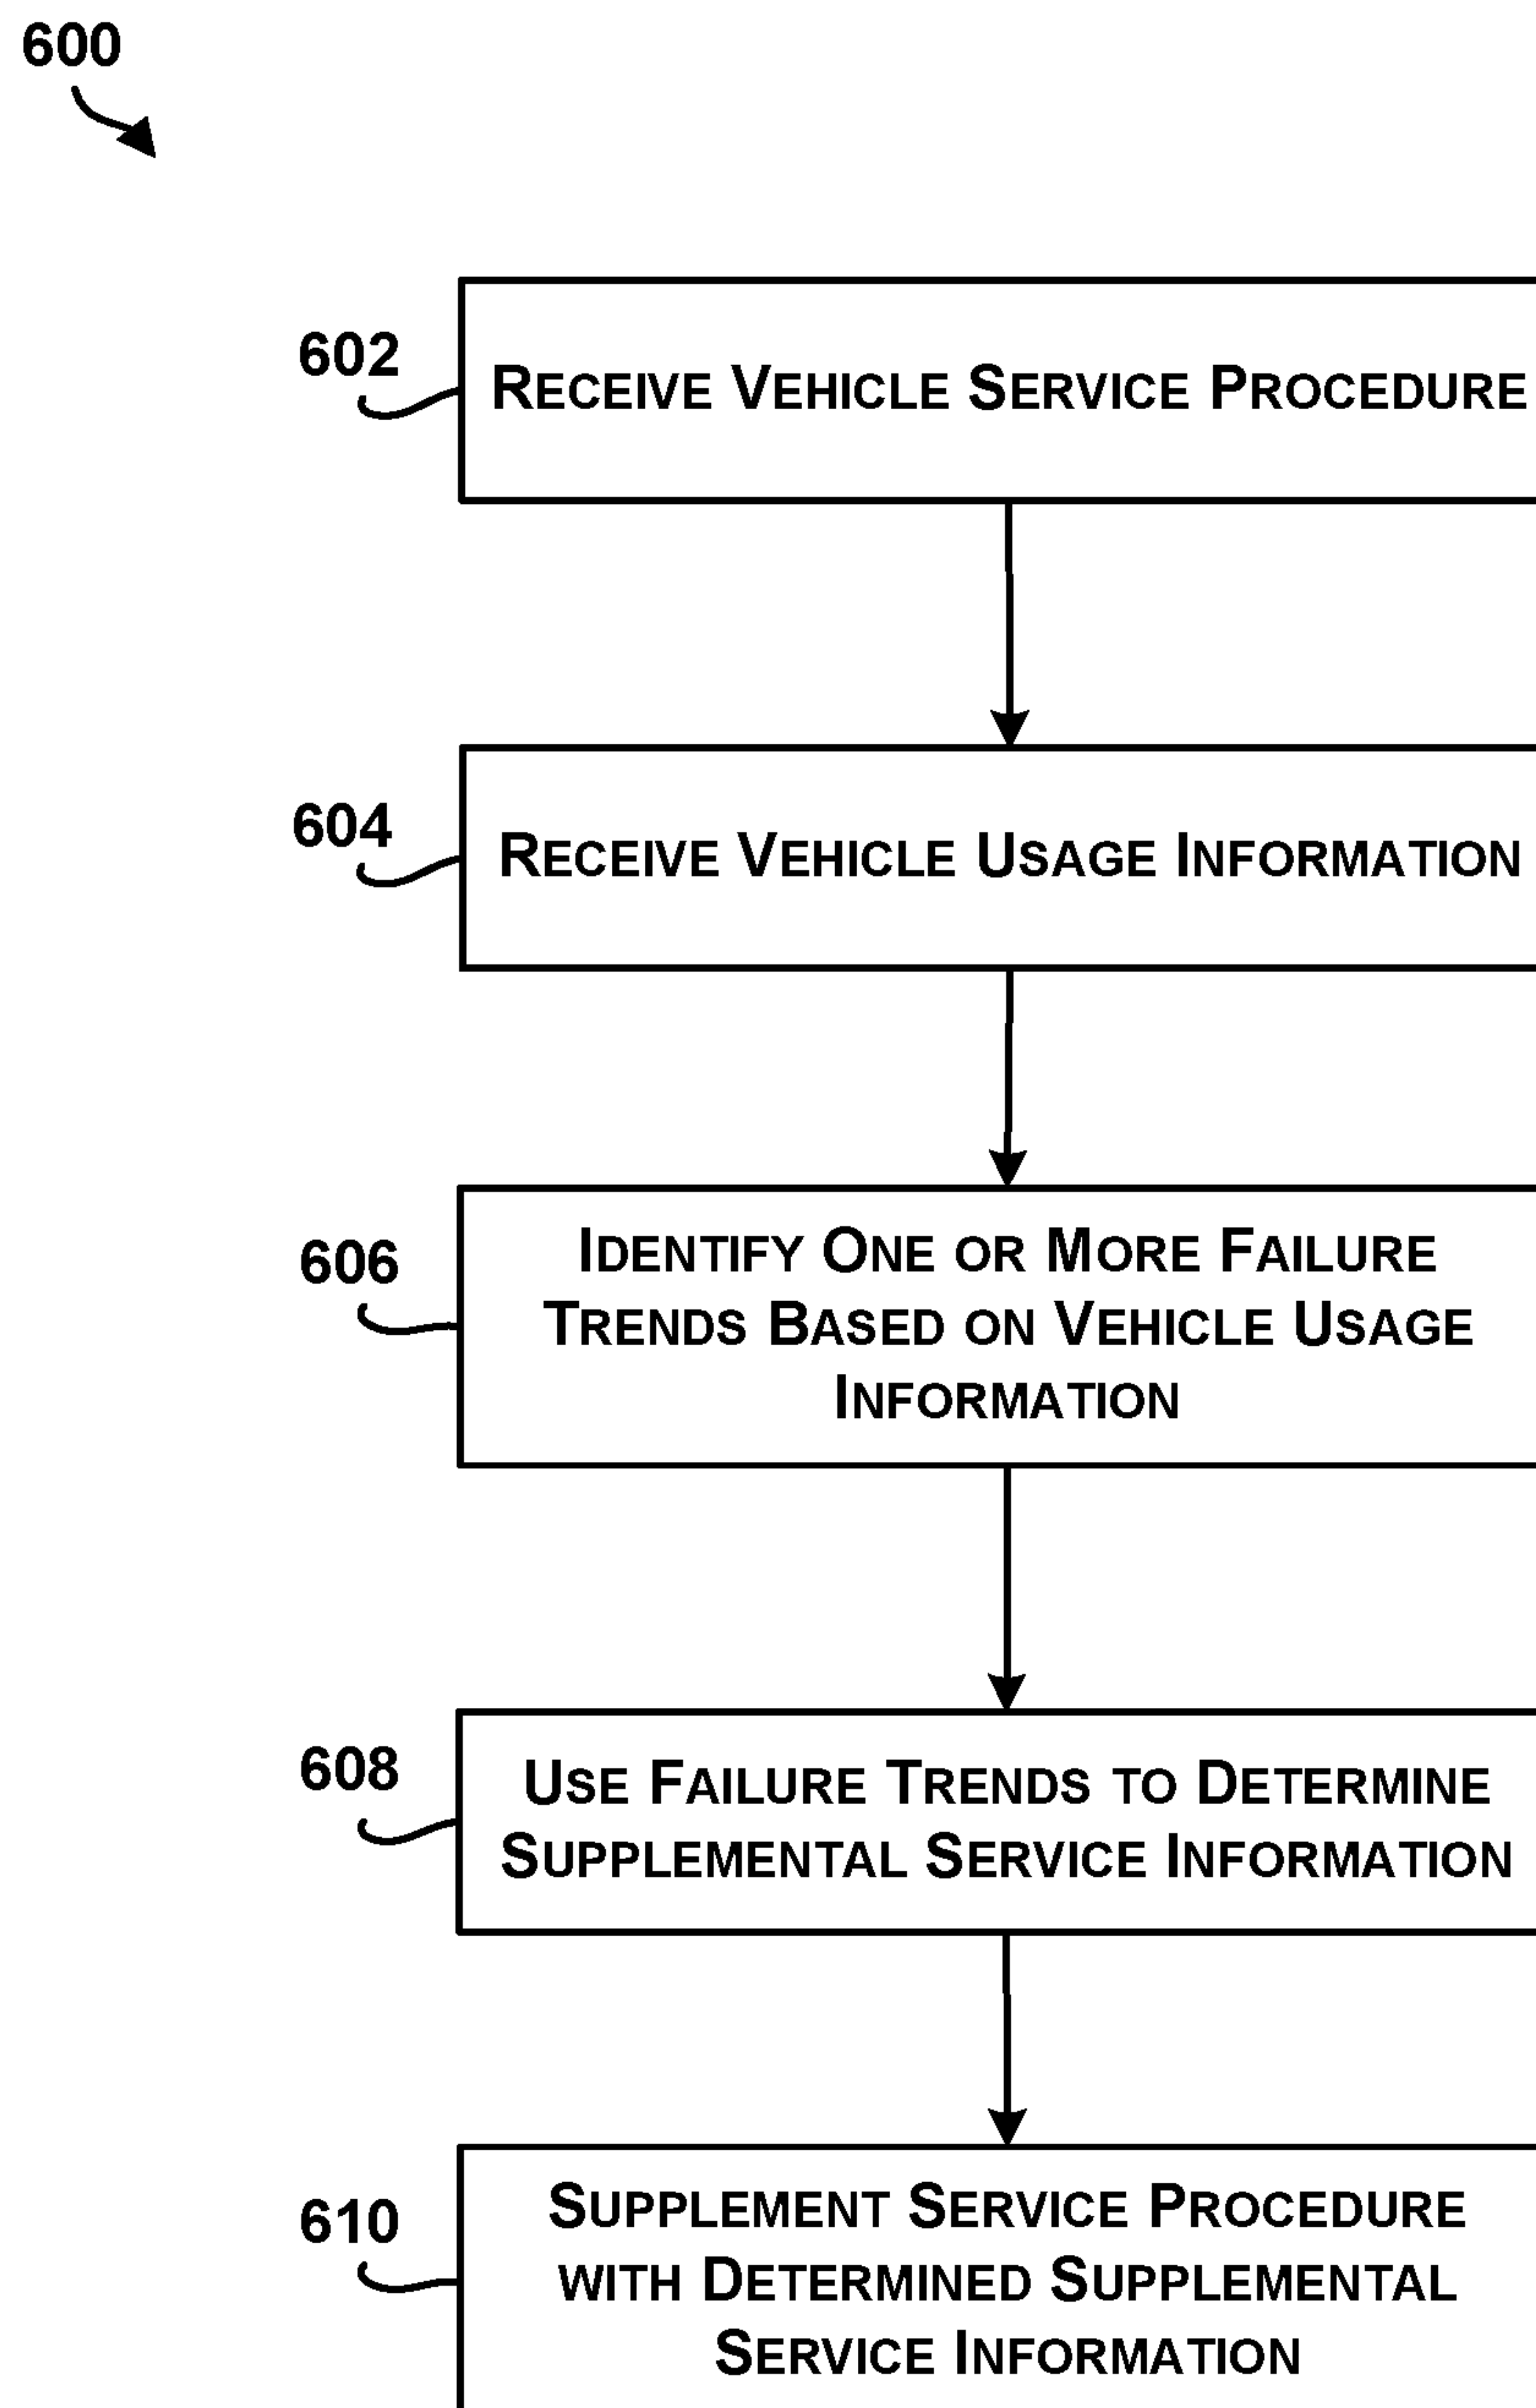 600
602
RECEIVE VEHICLE SERVICE PROCEDURE
604
RECEIVE VEHICLE USAGE INFORMATION
606
IDENTIFY ONE OR MORE FAILURE
TRENDS BASED ON VEHICLE USAGE
INFORMATION
608
USE FAILURE TRENDS TO DETERMINE
SUPPLEMENTAL SERVICE INFORMATION
610
SUPPLEMENT SERVICE PROCEDURE
WITH DETERMINED SUPPLEMENTAL
SERVICE INFORMATION